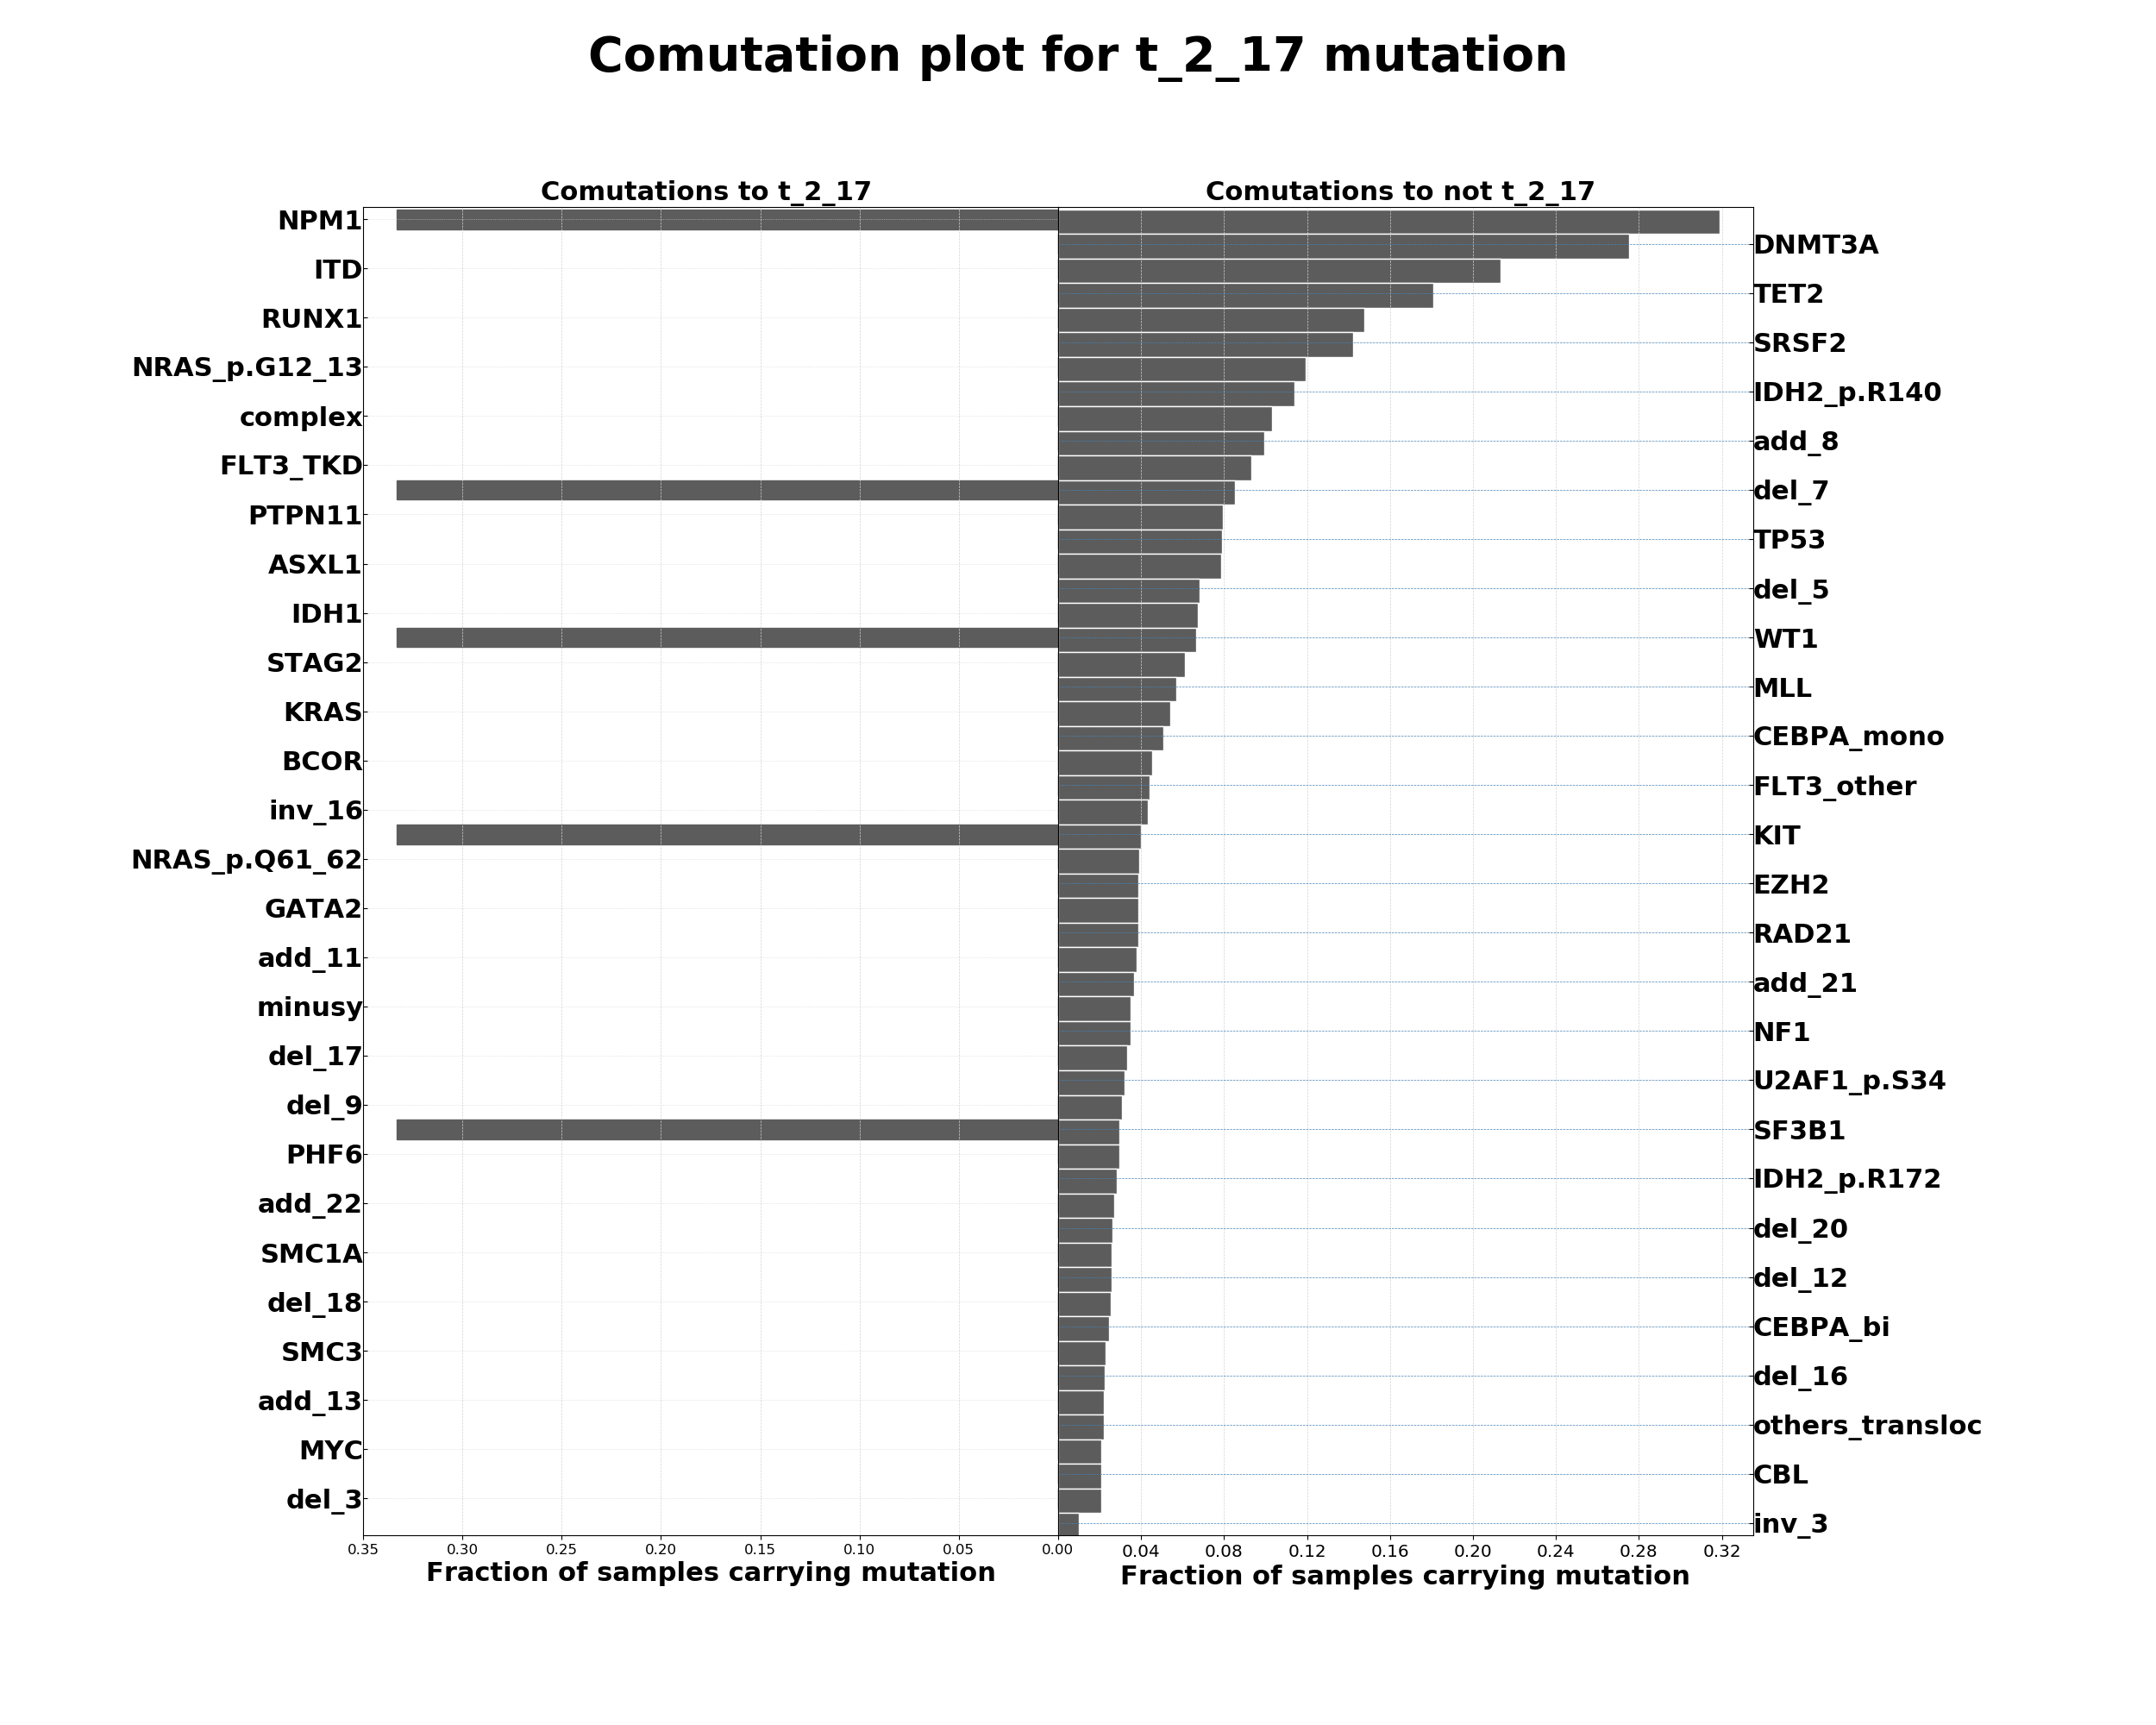 Comutation plot for t_2_17 mutation
Comutations to t_2_17
Comutations to not t_2_17
NPM1
DNMT3A
ITD
TET2
RUNX1
SRSF2
NRAS_p.G12_13
IDH2_p.R140
complex
add_8
FLT3_TKD
del_7
PTPN11
TP53
ASXL1
del_5
IDH1
WT1
STAG2
MLL
KRAS
CEBPA_mono
BCOR
FLT3_other
inv_16
KIT
NRAS_p.Q61_62
EZH2
GATA2
RAD21
add_11
add_21
minusy
NF1
del_17
U2AF1_p.S34
del_9
SF3B1
PHF6
IDH2_p.R172
add_22
del_20
SMC1A
del_12
del_18
CEBPA_bi
SMC3
del_16
add_13
others_transloc
MYC
CBL
del_3
inv_3
0.35 0.30 0.25 0.20 0.15 0.10 0.05 0.00 0.04 0.08 0.12 0.16 0.20 0.24 0.28 0.32
Fraction of samples carrying mutation
Fraction of samples carrying mutation